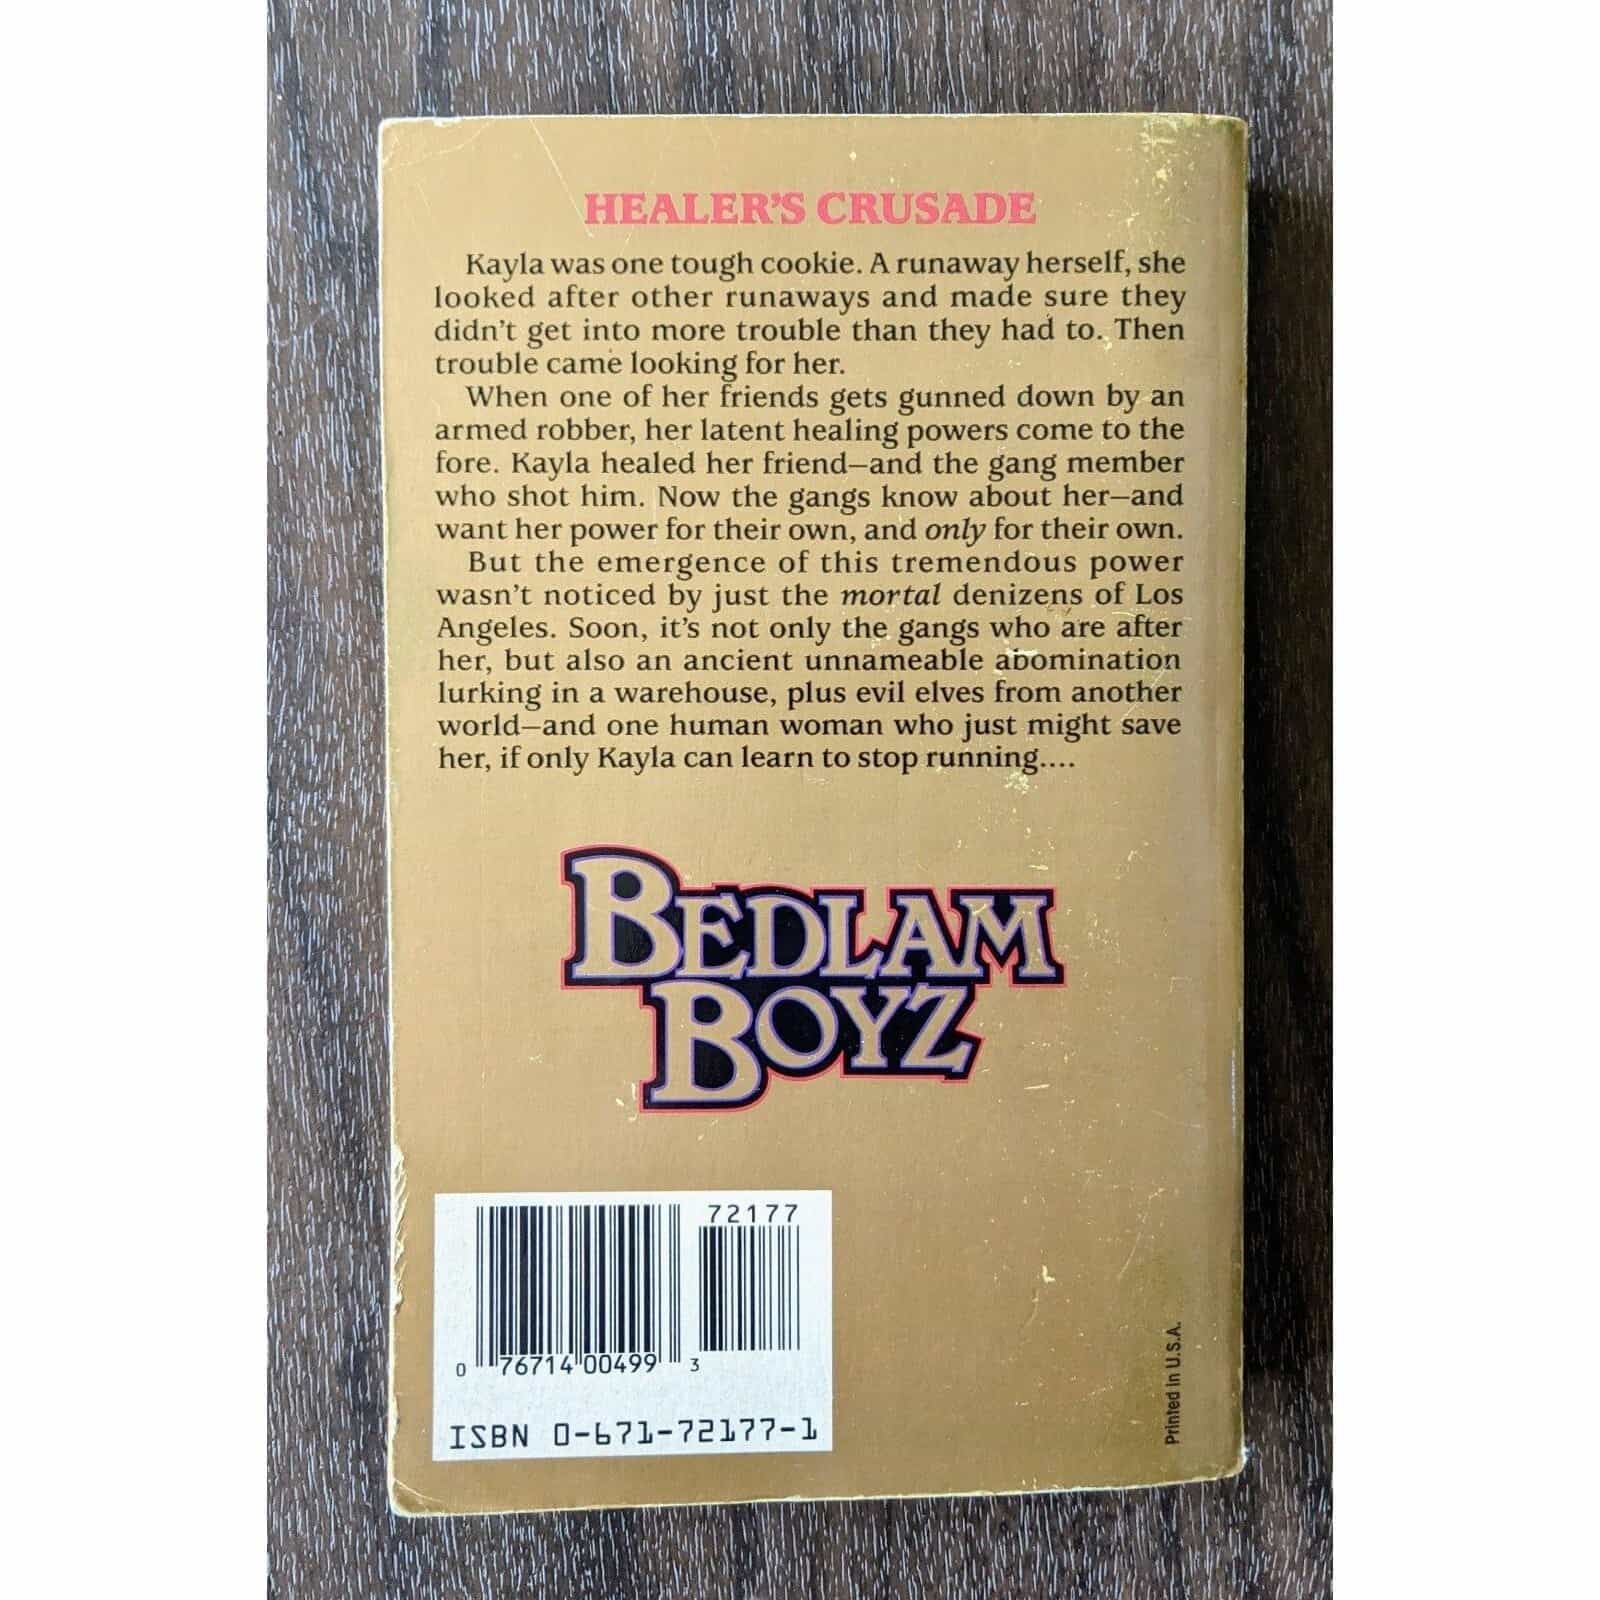 HEALER'S CRUSADE
Kayla was one tough cookie. A runaway herself, she
looked after other runaways and made sure they
didn't get into more trouble than they had to. Then
trouble came looking for her.
When one of her friends gets gunned down by an
armed robber, her latent healing powers come to the
fore. Kayla healed her friend—and the gang member
who shot him. Now the gangs know about her—and
want her power for their own, and only for their own.
But the emergence of this tremendous power
wasn't noticed by just the mortal denizens of Los
Angeles. Soon, it's not only the gangs who are after
her, but also an ancient unnameable abomination
lurking in a warehouse, plus evil elves from another
world—and one human woman who just might save
her, if only Kayla can learn to stop running....
BEDLAM
BOYZ
72177
0 76714 00499 3
ISBN 0-671-72177-1
Printed in U.S.A.